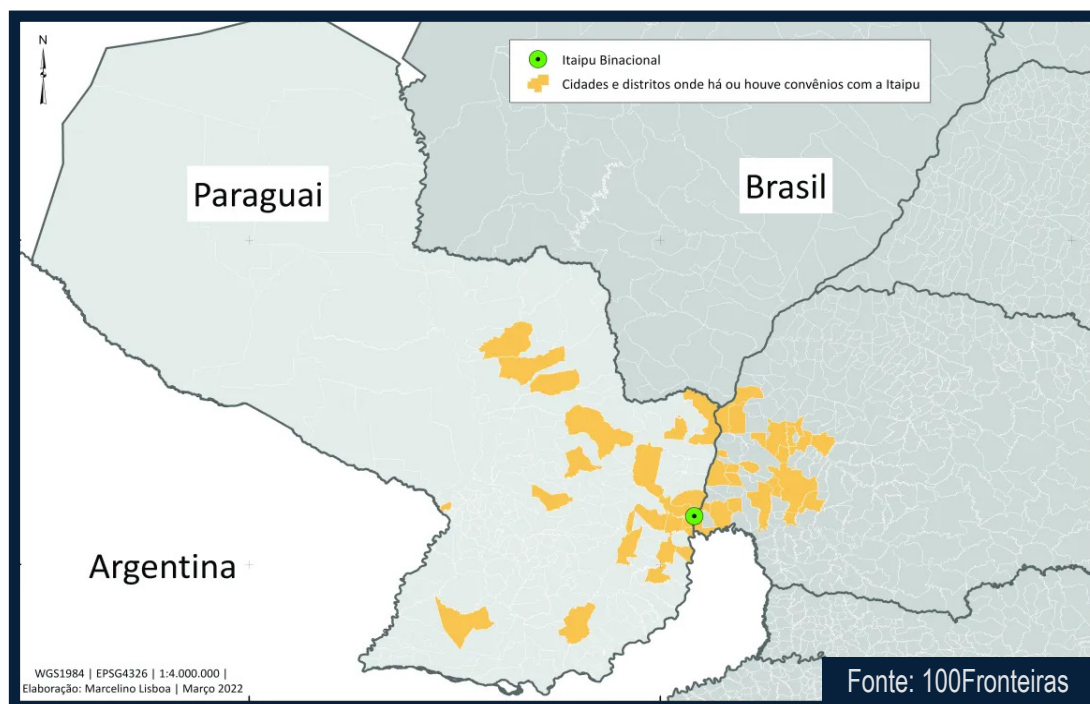 N
Itaipu Binacional
Cidades e distritos onde há ou houve convênios com a Itaipu
Paraguai
Brasil
Argentina
WGS1984 | EPSG4326 | 1:4.000.000 |
Elaboração: Marcelino Lisboa | Março 2022
Fonte: 100Fronteiras